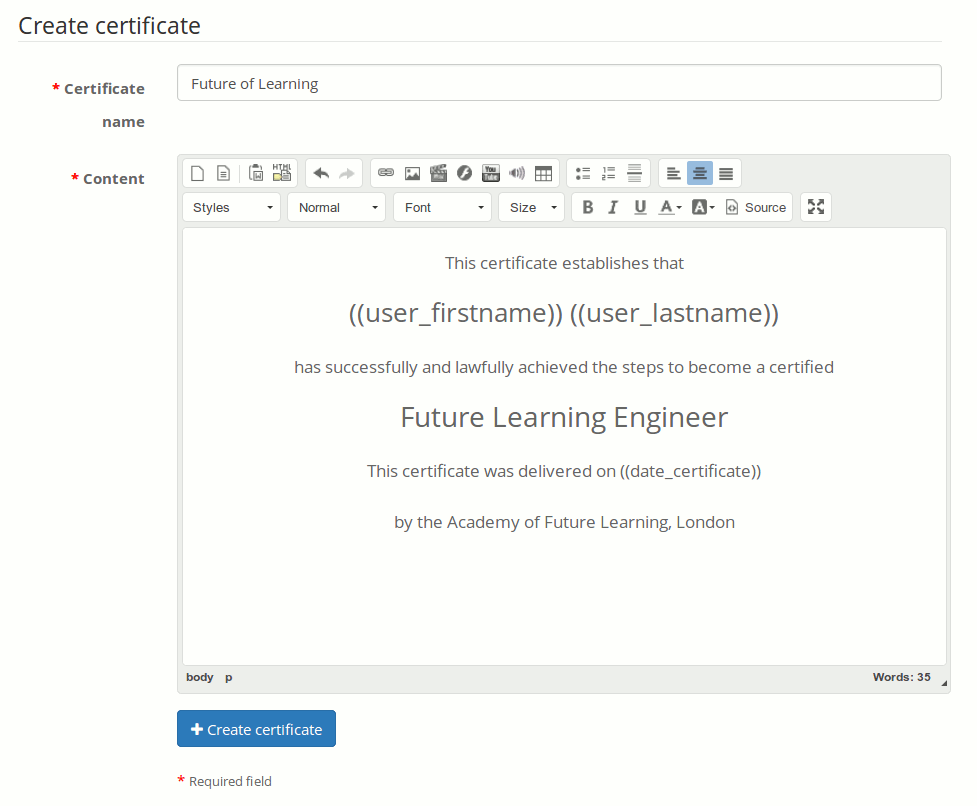 Create certificate
* Certificate name
Future of Learning
* Content
HTML
You Tube
Styles Normal Font Size B I U A A Source
This certificate establishes that
((user_firstname)) ((user_lastname))
has successfully and lawfully achieved the steps to become a certified
Future Learning Engineer
This certificate was delivered on ((date_certificate))
by the Academy of Future Learning, London
body p Words: 35
+ Create certificate
* Required field